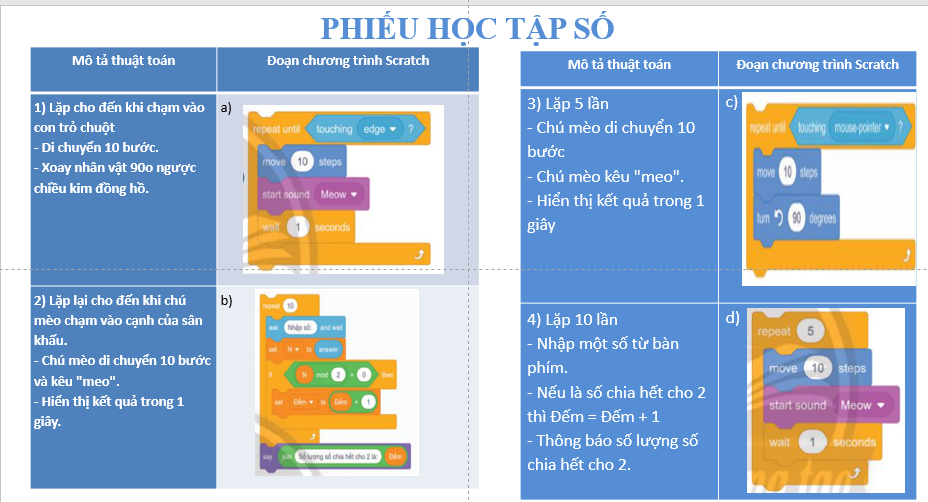 PHIẾU HỌC TẬP SỐ
Mô tả thuật toán
Đoạn chương trình Scratch
1) Lặp cho đến khi chạm vào
con trỏ chuột
- Di chuyển 10 bước.
- Xoay nhân vật 90o ngược
chiều kim đồng hồ.
a)
repeat until touching edge ?
move 10 steps
start sound Meow
wait 1 seconds
2) Lặp lại cho đến khi chú
mèo chạm vào cạnh của sân
khấu.
- Chú mèo di chuyển 10 bước
và kêu "meo".
- Hiển thị kết quả trong 1
giây.
b)
repeat 10
ask Nhập số: and wait
set N to answer
if N mod 2 = 0 then
set Đếm to Đếm + 1
say join Số lượng số chia hết cho 2 là: Đếm
Mô tả thuật toán
Đoạn chương trình Scratch
3) Lặp 5 lần
- Chú mèo di chuyển 10
bước
- Chú mèo kêu "meo".
- Hiển thị kết quả trong 1
giây
c)
repeat until touching mouse-pointer ?
move 10 steps
turn 90 degrees
4) Lặp 10 lần
- Nhập một số từ bàn
phím.
- Nếu là số chia hết cho 2
thì Đếm = Đếm + 1
- Thông báo số lượng số
chia hết cho 2.
d)
repeat 5
move 10 steps
start sound Meow
wait 1 seconds